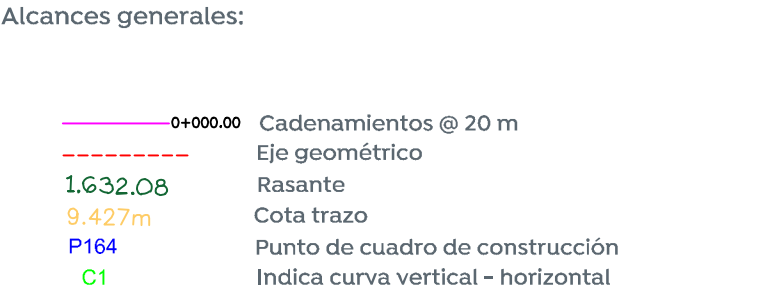 Alcances generales:
0+000.00 Cadenamientos @ 20 m
Eje geométrico
1.632.08 Rasante
9.427m Cota trazo
P164 Punto de cuadro de construcción
C1 Indica curva vertical - horizontal